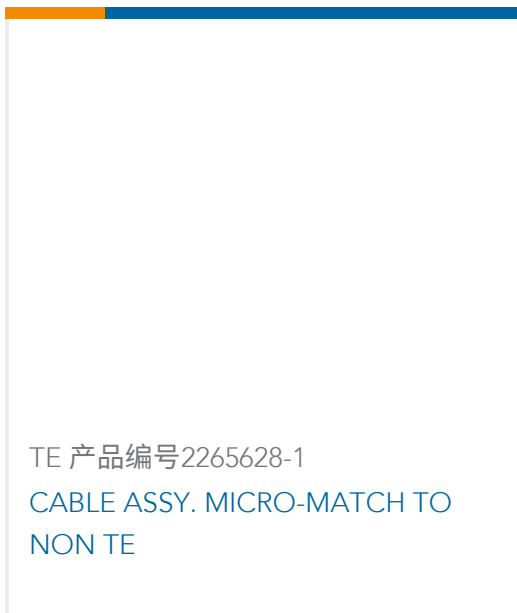 TE 产品编号2265628-1
CABLE ASSY. MICRO-MATCH TO
NON TE